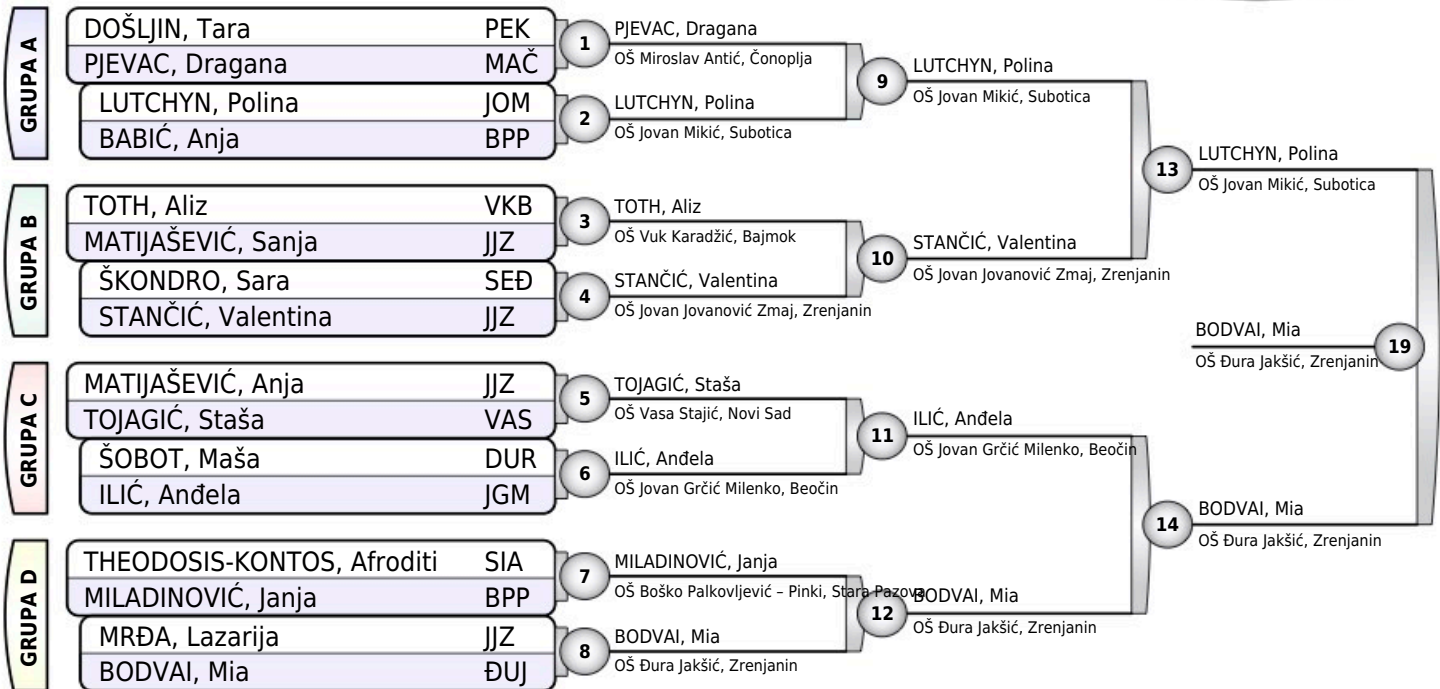 GRUPA A
DOŠLJIN, Tara PEK
PJEVAC, Dragana MAČ
LUTCHYN, Polina JOM
BABIĆ, Anja BPP
GRUPA B
TOTH, Aliz VKB
MATIJAŠEVIĆ, Sanja JJZ
ŠKONDRO, Sara SEĐ
STANČIĆ, Valentina JJZ
GRUPA C
MATIJAŠEVIĆ, Anja JJZ
TOJAGIĆ, Staša VAS
ŠOBOT, Maša DUR
ILIĆ, Anđela JGM
GRUPA D
THEODOSIS-KONTOS, Afroditi SIA
MILADINOVIĆ, Janja BPP
MRĐA, Lazarija JJZ
BODVAI, Mia ĐUJ
1
PJEVAC, Dragana
OŠ Miroslav Antić, Čonoplja
2
LUTCHYN, Polina
OŠ Jovan Mikić, Subotica
3
TOTH, Aliz
OŠ Vuk Karadžić, Bajmok
4
STANČIĆ, Valentina
OŠ Jovan Jovanović Zmaj, Zrenjanin
5
TOJAGIĆ, Staša
OŠ Vasa Stajić, Novi Sad
6
ILIĆ, Anđela
OŠ Jovan Grčić Milenko, Beočin
7
MILADINOVIĆ, Janja
OŠ Boško Palkovljević – Pinki, Stara Pazova
8
BODVAI, Mia
OŠ Đura Jakšić, Zrenjanin
9
LUTCHYN, Polina
OŠ Jovan Mikić, Subotica
10
STANČIĆ, Valentina
OŠ Jovan Jovanović Zmaj, Zrenjanin
11
ILIĆ, Anđela
OŠ Jovan Grčić Milenko, Beočin
12
BODVAI, Mia
OŠ Đura Jakšić, Zrenjanin
13
LUTCHYN, Polina
OŠ Jovan Mikić, Subotica
14
BODVAI, Mia
OŠ Đura Jakšić, Zrenjanin
BODVAI, Mia
OŠ Đura Jakšić, Zrenjanin
19